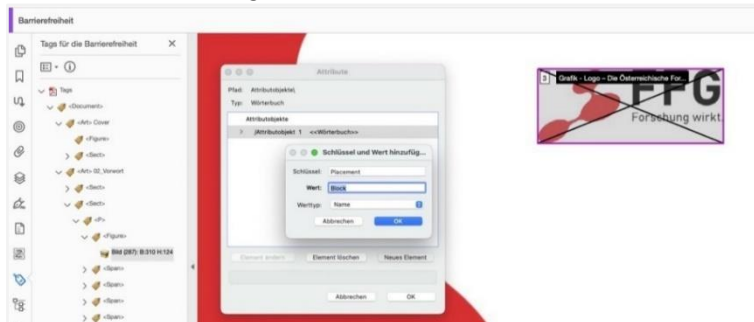 Barrierefreiheit
Tags für die Barrierefreiheit
Tags
<Document>
<Art> Cover
<Figure>
<Sect>
<Art> 02_Vorwort
<Sect>
<Sect>
<P>
<Figure>
Bild (287): B:310 H:124
<Span>
<Span>
<Span>
<Span>
Attribute
Pfad: Attributobjekte\
Typ: Wörterbuch
Attributobjekte
/Attributobjekt 1 <<Wörterbuch>>
Schlüssel und Wert hinzufüg...
Schlüssel: Placement
Wert: Block
Werttyp: Name
Abbrechen OK
Element ändern Element löschen Neues Element
Abbrechen OK
3 Grafik - Logo – Die Österreichische For...
FFG
Forschung wirkt.